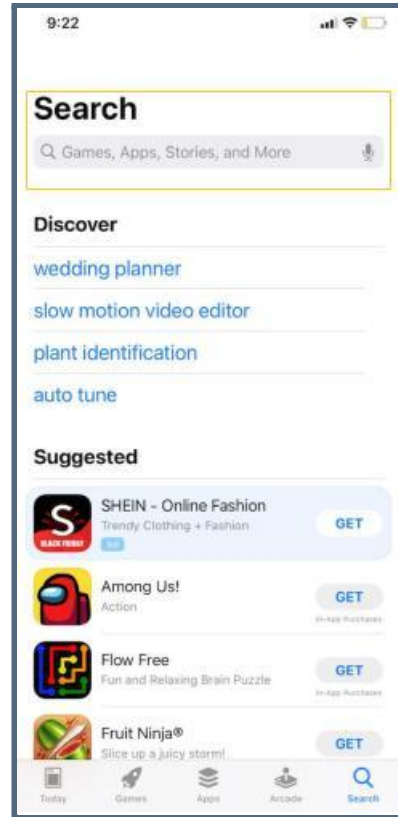 9:22
Search
Games, Apps, Stories, and More
Discover
wedding planner
slow motion video editor
plant identification
auto tune
Suggested
SHEIN - Online Fashion
Trendy Clothing + Fashion
GET
Ad
BLACK FRIDAY
Among Us!
Action
GET
In-App Purchases
Flow Free
Fun and Relaxing Brain Puzzle
GET
In-App Purchases
Fruit Ninja®
Slice up a juicy storm!
GET
Today Games Apps Arcade Search